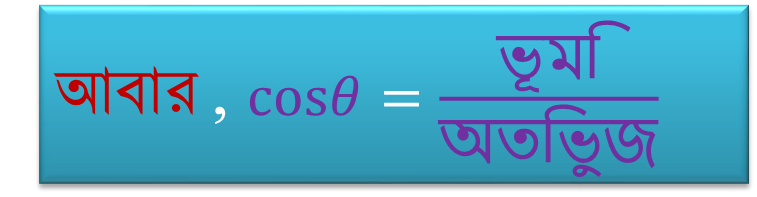 আবার , cosθ = ভূমি / অতিভুজ